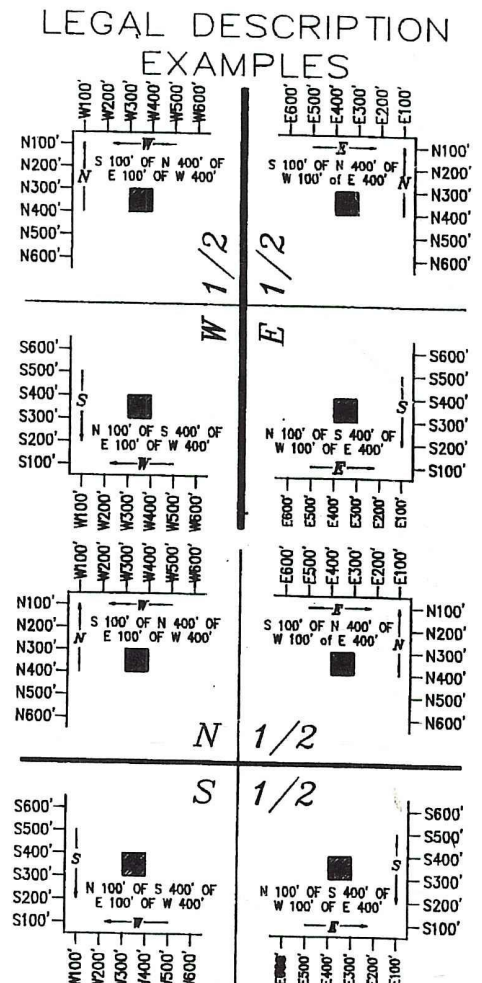 LEGAL DESCRIPTION
EXAMPLES
W100' W200' W300' W400' W500' W600'
E600' E500' E400' E300' E200' E100'
N100'
N200'
N300'
N400'
N500'
N600'
W
N
S 100' OF N 400' OF
E 100' OF W 400'
E
S 100' OF N 400' OF
W 100' of E 400'
N
N100'
N200'
N300'
N400'
N500'
N600'
W 1/2
E 1/2
S600'
S500'
S400'
S300'
S200'
S100'
S
N 100' OF S 400' OF
E 100' OF W 400'
W
N 100' OF S 400' OF
W 100' OF E 400'
E
S
S600'
S500'
S400'
S300'
S200'
S100'
W100' W200' W300' W400' W500' W600'
E600' E500' E400' E300' E200' E100'
W100' W200' W300' W400' W500' W600'
E600' E500' E400' E300' E200' E100'
N100'
N200'
N300'
N400'
N500'
N600'
W
N
S 100' OF N 400' OF
E 100' OF W 400'
E
S 100' OF N 400' OF
W 100' of E 400'
N
N100'
N200'
N300'
N400'
N500'
N600'
N 1/2
S 1/2
S600'
S500'
S400'
S300'
S200'
S100'
S
N 100' OF S 400' OF
E 100' OF W 400'
W
N 100' OF S 400' OF
W 100' OF E 400'
E
S
S600'
S500'
S400'
S300'
S200'
S100'
W100' W200' W300' W400' W500' W600'
E600' E500' E400' E300' E200' E100'